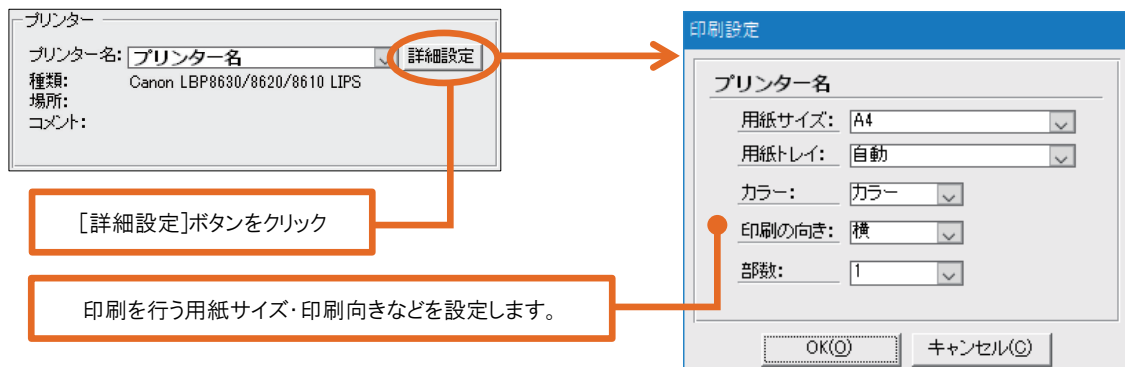 プリンター
プリンター名: プリンター名 詳細設定
種類: Canon LBP8630/8620/8610 LIPS
場所:
コメント:
[詳細設定]ボタンをクリック
印刷を行う用紙サイズ・印刷向きなどを設定します。
印刷設定
プリンター名
用紙サイズ: A4
用紙トレイ: 自動
カラー: カラー
印刷の向き: 横
部数: 1
OK(O) キャンセル(C)